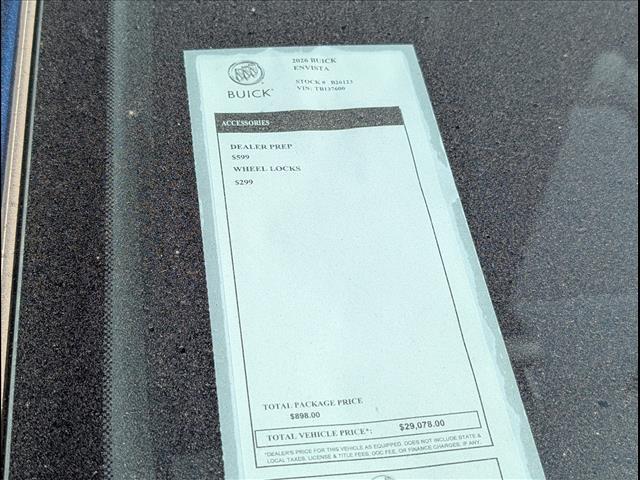 2026 BUICK
ENVISTA
STOCK # B26123
VIN: TB137600
BUICK
ACCESSORIES
DEALER PREP
$599
WHEEL LOCKS
$299
TOTAL PACKAGE PRICE
$898.00
TOTAL VEHICLE PRICE*: $29,078.00
*DEALER'S PRICE FOR THIS VEHICLE AS EQUIPPED. DOES NOT INCLUDE STATE &
LOCAL TAXES, LICENSE & TITLE FEES, DOC FEE, OR FINANCE CHARGES, IF ANY.